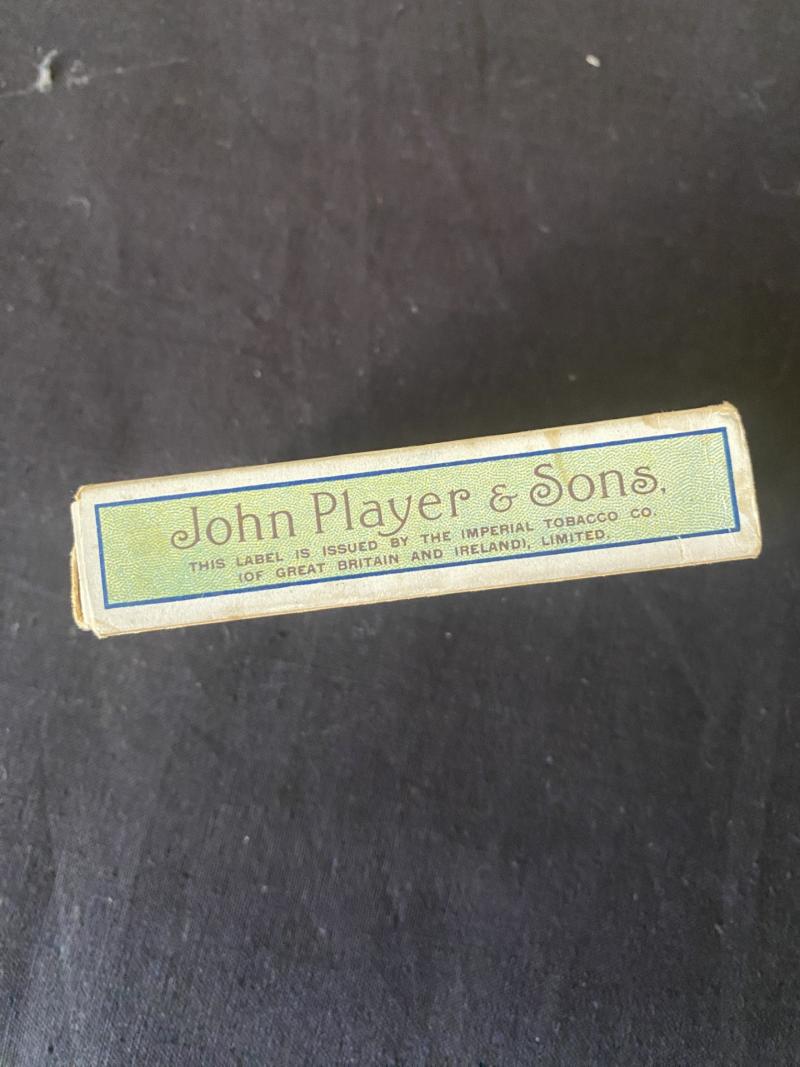 John Player & Sons,
THIS LABEL IS ISSUED BY THE IMPERIAL TOBACCO CO.
(OF GREAT BRITAIN AND IRELAND), LIMITED.